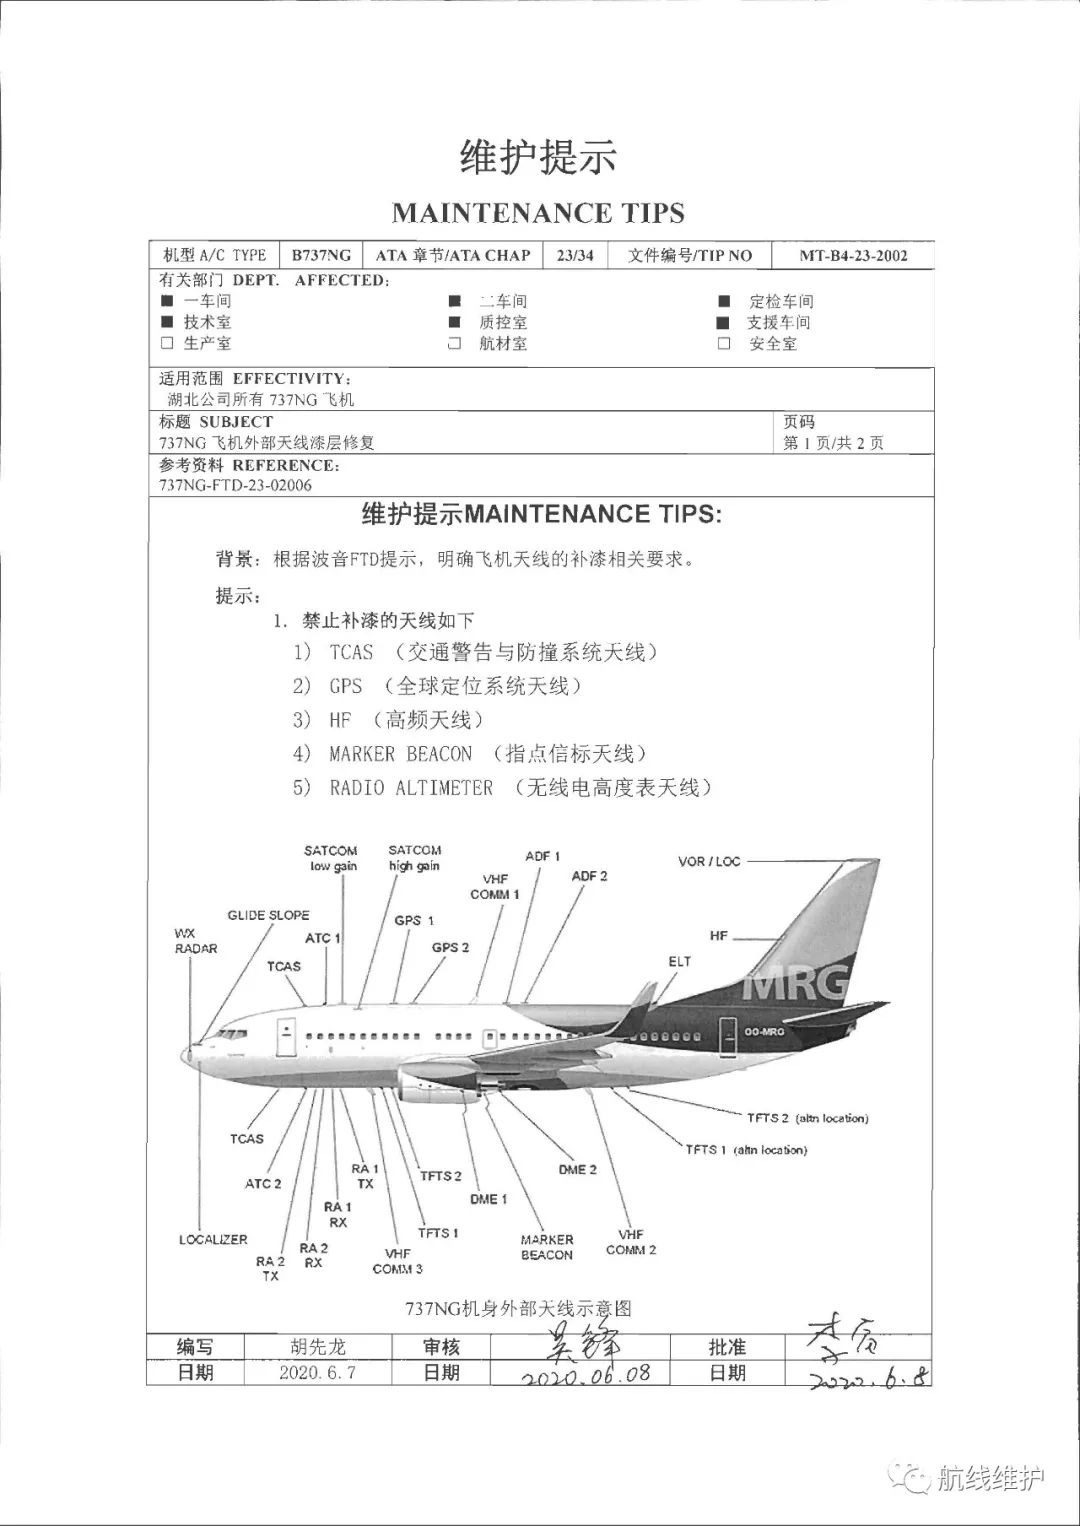 维护提示
MAINTENANCE TIPS
机型 A/C TYPE B737NG ATA 章节/ATA CHAP 23/34 文件编号/TIP NO MT-B4-23-2002
有关部门 DEPT. AFFECTED:
■ 一车间 ■ 二车间 ■ 定检车间
■ 技术室 ■ 质控室 ■ 支援车间
□ 生产室 □ 航材室 □ 安全室
适用范围 EFFECTIVITY:
湖北公司所有 737NG 飞机
标题 SUBJECT 页码
737NG 飞机外部天线漆层修复 第 1 页/共 2 页
参考资料 REFERENCE:
737NG-FTD-23-02006
维护提示MAINTENANCE TIPS:
背景：根据波音FTD提示，明确飞机天线的补漆相关要求。
提示：
1. 禁止补漆的天线如下
1) TCAS （交通警告与防撞系统天线）
2) GPS （全球定位系统天线）
3) HF （高频天线）
4) MARKER BEACON （指点信标天线）
5) RADIO ALTIMETER （无线电高度表天线）
SATCOM low gain
SATCOM high gain
ADF 1
VOR / LOC
VHF COMM 1
ADF 2
GLIDE SLOPE
GPS 1
WX RADAR
ATC 1
HF
GPS 2
TCAS
ELT
MRG
OO-MRG
TFTS 2 (altn location)
TCAS
TFTS 1 (altn location)
RA 1 TX
TFTS 2
DME 2
ATC 2
DME 1
RA 1 RX
LOCALIZER
TFTS 1
MARKER BEACON
VHF COMM 2
RA 2 TX
RA 2 RX
VHF COMM 3
737NG机身外部天线示意图
编写 胡先龙 审核 吴锋 批准 李
日期 2020.6.7 日期 2020.06.08 日期 2020.6.8
航线维护